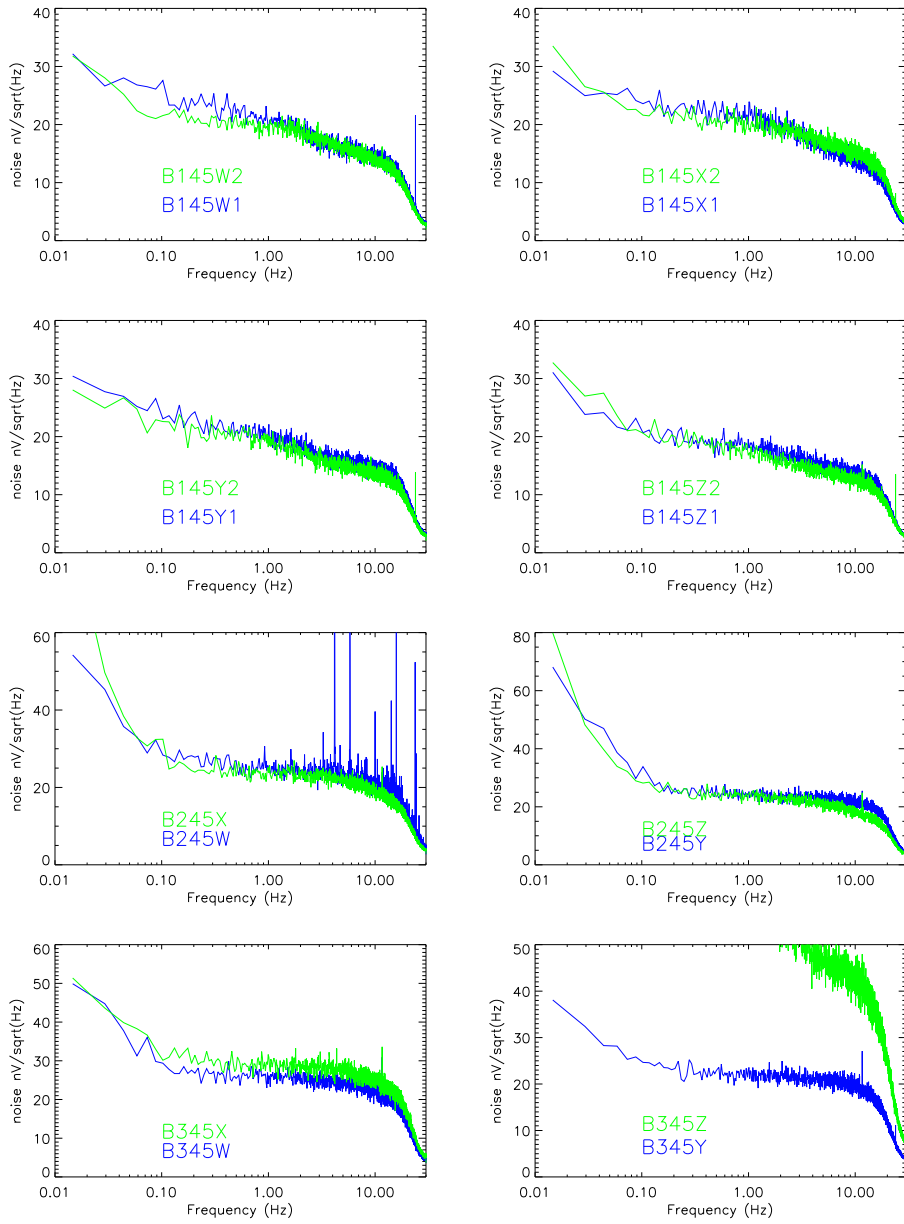 40
30
20
10
0
noise nV/sqrt(Hz)
B145W2
B145W1
0.01 0.10 1.00 10.00
Frequency (Hz)
40
30
20
10
0
noise nV/sqrt(Hz)
B145X2
B145X1
0.01 0.10 1.00 10.00
Frequency (Hz)
40
30
20
10
0
noise nV/sqrt(Hz)
B145Y2
B145Y1
0.01 0.10 1.00 10.00
Frequency (Hz)
40
30
20
10
0
noise nV/sqrt(Hz)
B145Z2
B145Z1
0.01 0.10 1.00 10.00
Frequency (Hz)
60
40
20
0
noise nV/sqrt(Hz)
B245X
B245W
0.01 0.10 1.00 10.00
Frequency (Hz)
80
60
40
20
0
noise nV/sqrt(Hz)
B245Z
B245Y
0.01 0.10 1.00 10.00
Frequency (Hz)
60
50
40
30
20
10
0
noise nV/sqrt(Hz)
B345X
B345W
0.01 0.10 1.00 10.00
Frequency (Hz)
50
40
30
20
10
0
noise nV/sqrt(Hz)
B345Z
B345Y
0.01 0.10 1.00 10.00
Frequency (Hz)